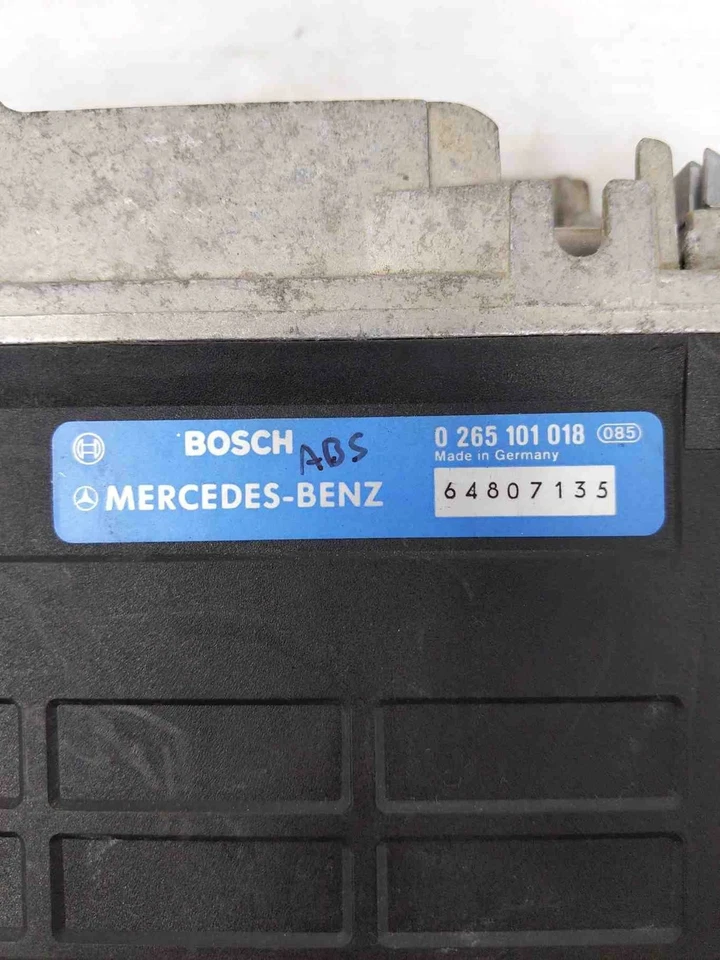 BOSCH
ABS
0 265 101 018 085
Made in Germany
MERCEDES-BENZ
64807135